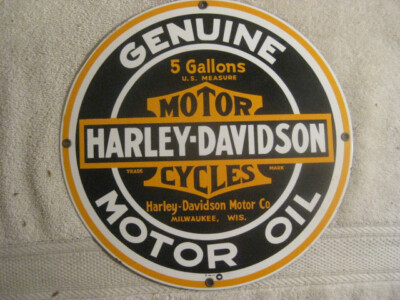 GENUINE
5 Gallons
U.S. MEASURE
MOTOR
HARLEY-DAVIDSON
TRADE MARK
CYCLES
Harley-Davidson Motor Co.
MILWAUKEE, WIS.
MOTOR OIL